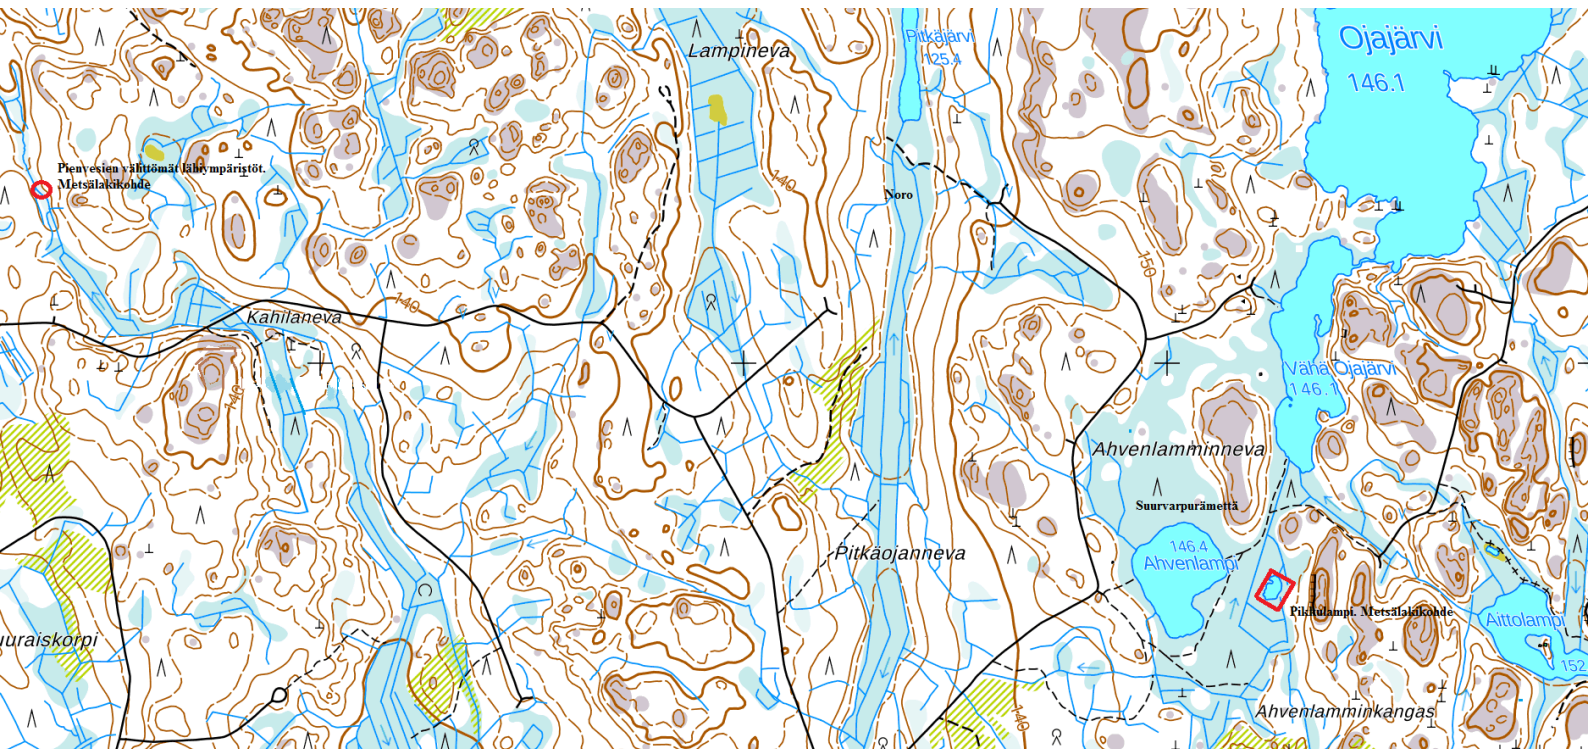 Ojajärvi
146.1
Pitkäjärvi
125.4
Lampineva
Pienvesien välittömät lähiympäristöt.
Metsälakikohde
140
Noro
150
140
Kahilaneva
Vähä Ojajärvi
146.1
140
Ahvenlamminneva
Suurvarpurämettä
146.4
Ahvenlampi
Pitkäojanneva
Pikkulampi. Metsälakikohde
Aittolampi
152
uuraiskorpi
140
Ahvenlamminkangas